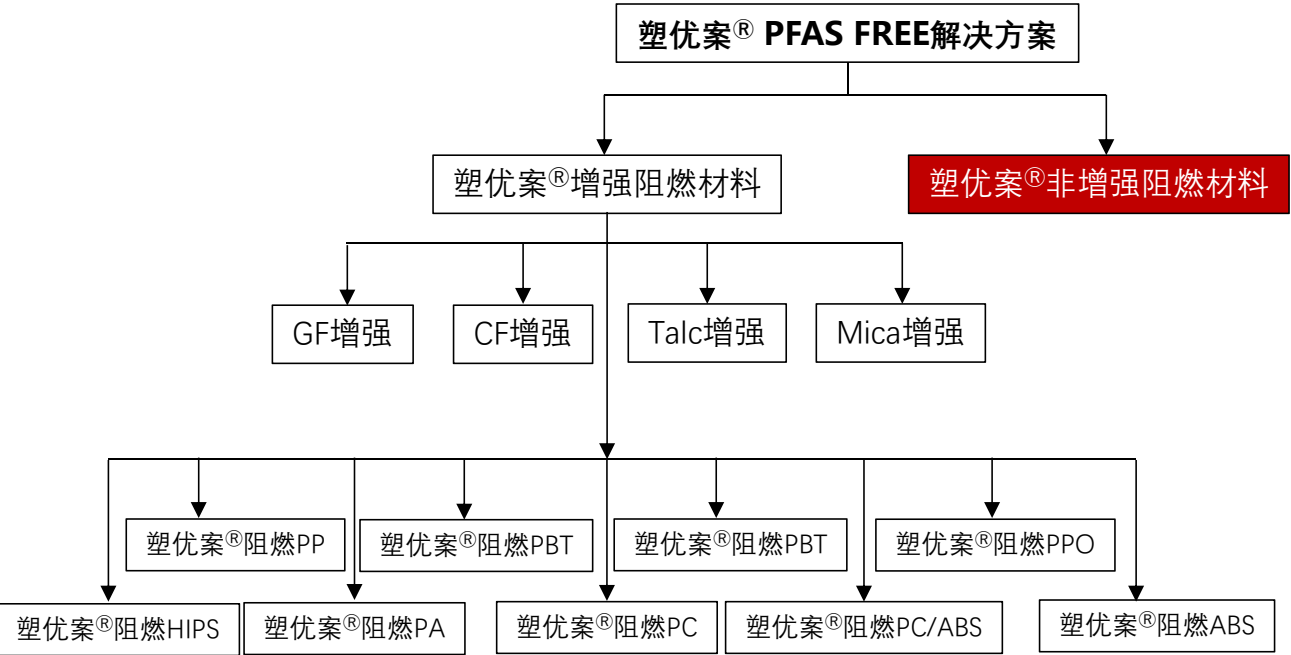 塑优案® PFAS FREE解决方案
塑优案®增强阻燃材料
塑优案®非增强阻燃材料
GF增强
CF增强
Talc增强
Mica增强
塑优案®阻燃PP
塑优案®阻燃PBT
塑优案®阻燃PBT
塑优案®阻燃PPO
塑优案®阻燃HIPS
塑优案®阻燃PA
塑优案®阻燃PC
塑优案®阻燃PC/ABS
塑优案®阻燃ABS